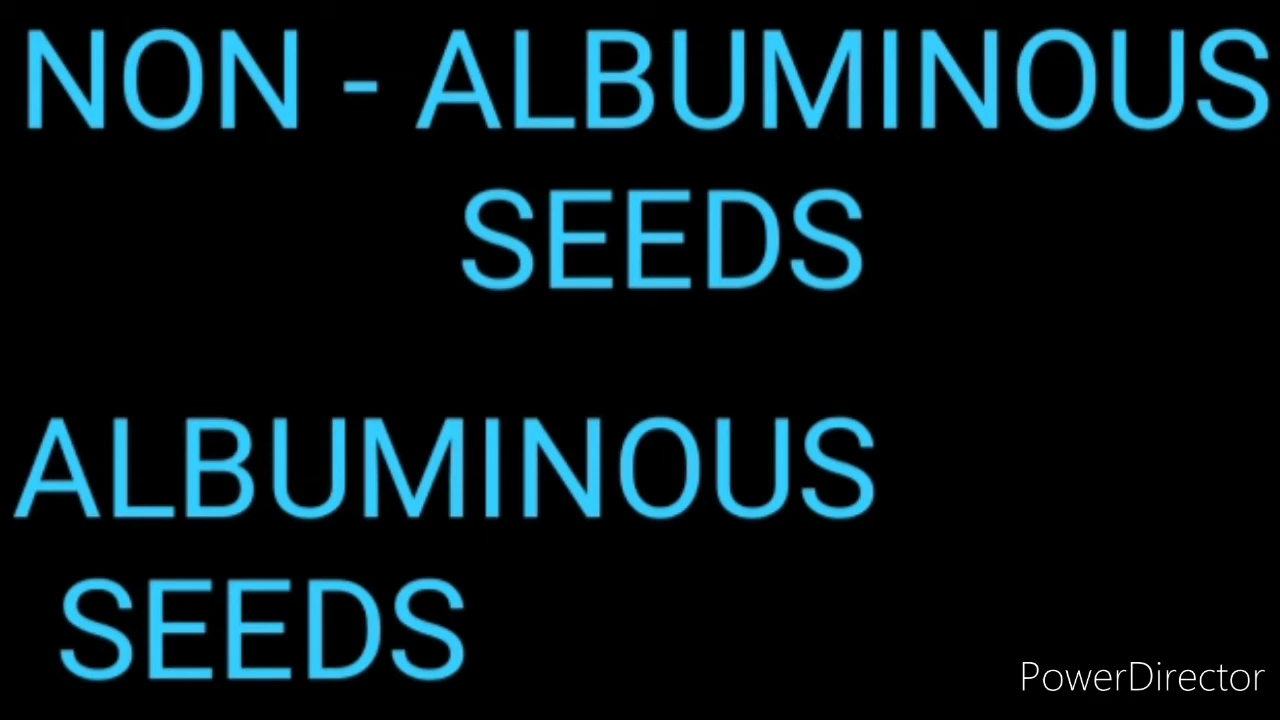 NON - ALBUMINOUS
SEEDS
ALBUMINOUS
SEEDS
PowerDirector